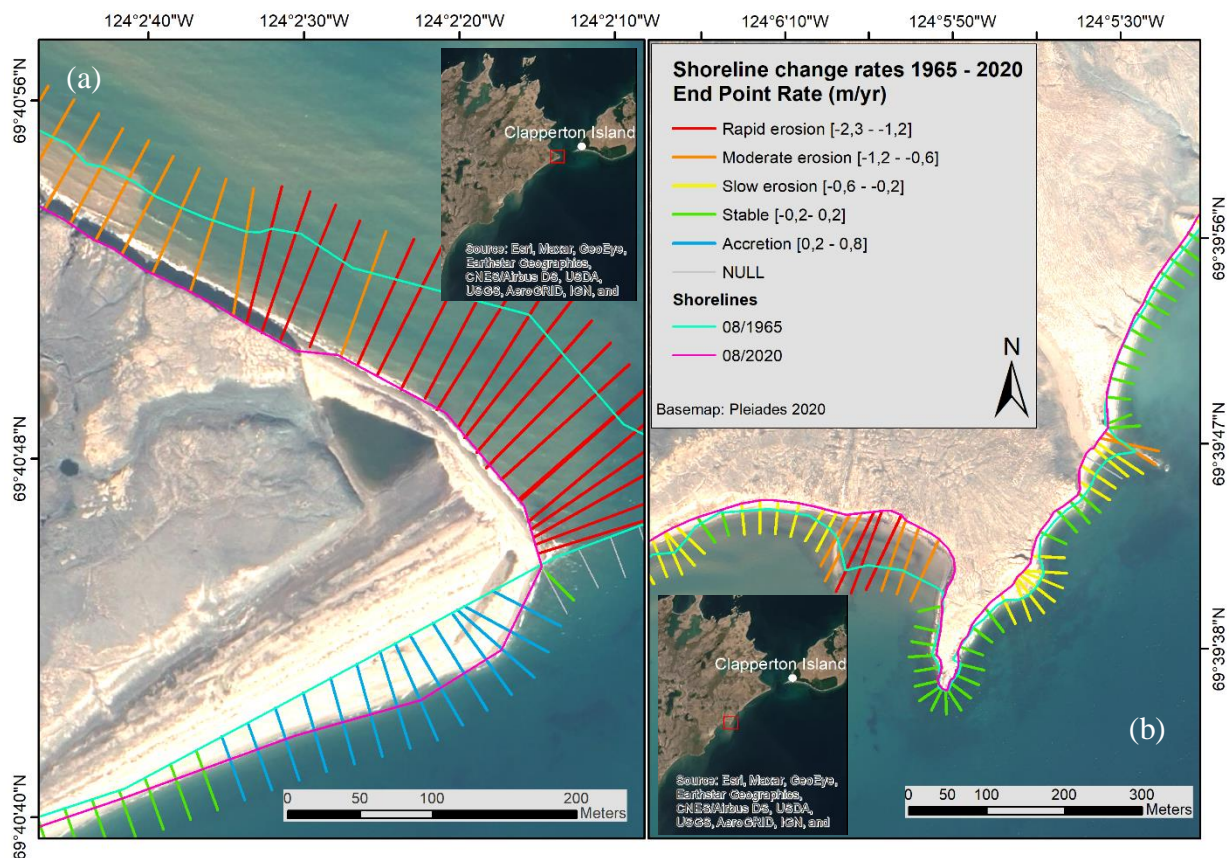 124°2'40"W
124°2'30"W
124°2'20"W
124°2'10"W
124°6'10"W
124°5'50"W
124°5'30"W
69°40'56"N
69°40'48"N
69°40'40"N
(a)
Clapperton Island
Source: Esri, Maxar, GeoEye,
Earthstar Geographics,
CNES/Airbus DS, USDA,
USGS, AeroGRID, IGN, and
0 50 100 200
Meters
Shoreline change rates 1965 - 2020
End Point Rate (m/yr)
Rapid erosion [-2,3 - -1,2]
Moderate erosion [-1,2 - -0,6]
Slow erosion [-0,6 - -0,2]
Stable [-0,2- 0,2]
Accretion [0,2 - 0,8]
NULL
Shorelines
08/1965
08/2020
N
Basemap: Pleiades 2020
Clapperton Island
Source: Esri, Maxar, GeoEye,
Earthstar Geographics,
CNES/Airbus DS, USDA,
USGS, AeroGRID, IGN, and
(b)
0 50 100 200 300
Meters
69°39'56"N
69°39'47"N
69°39'38"N